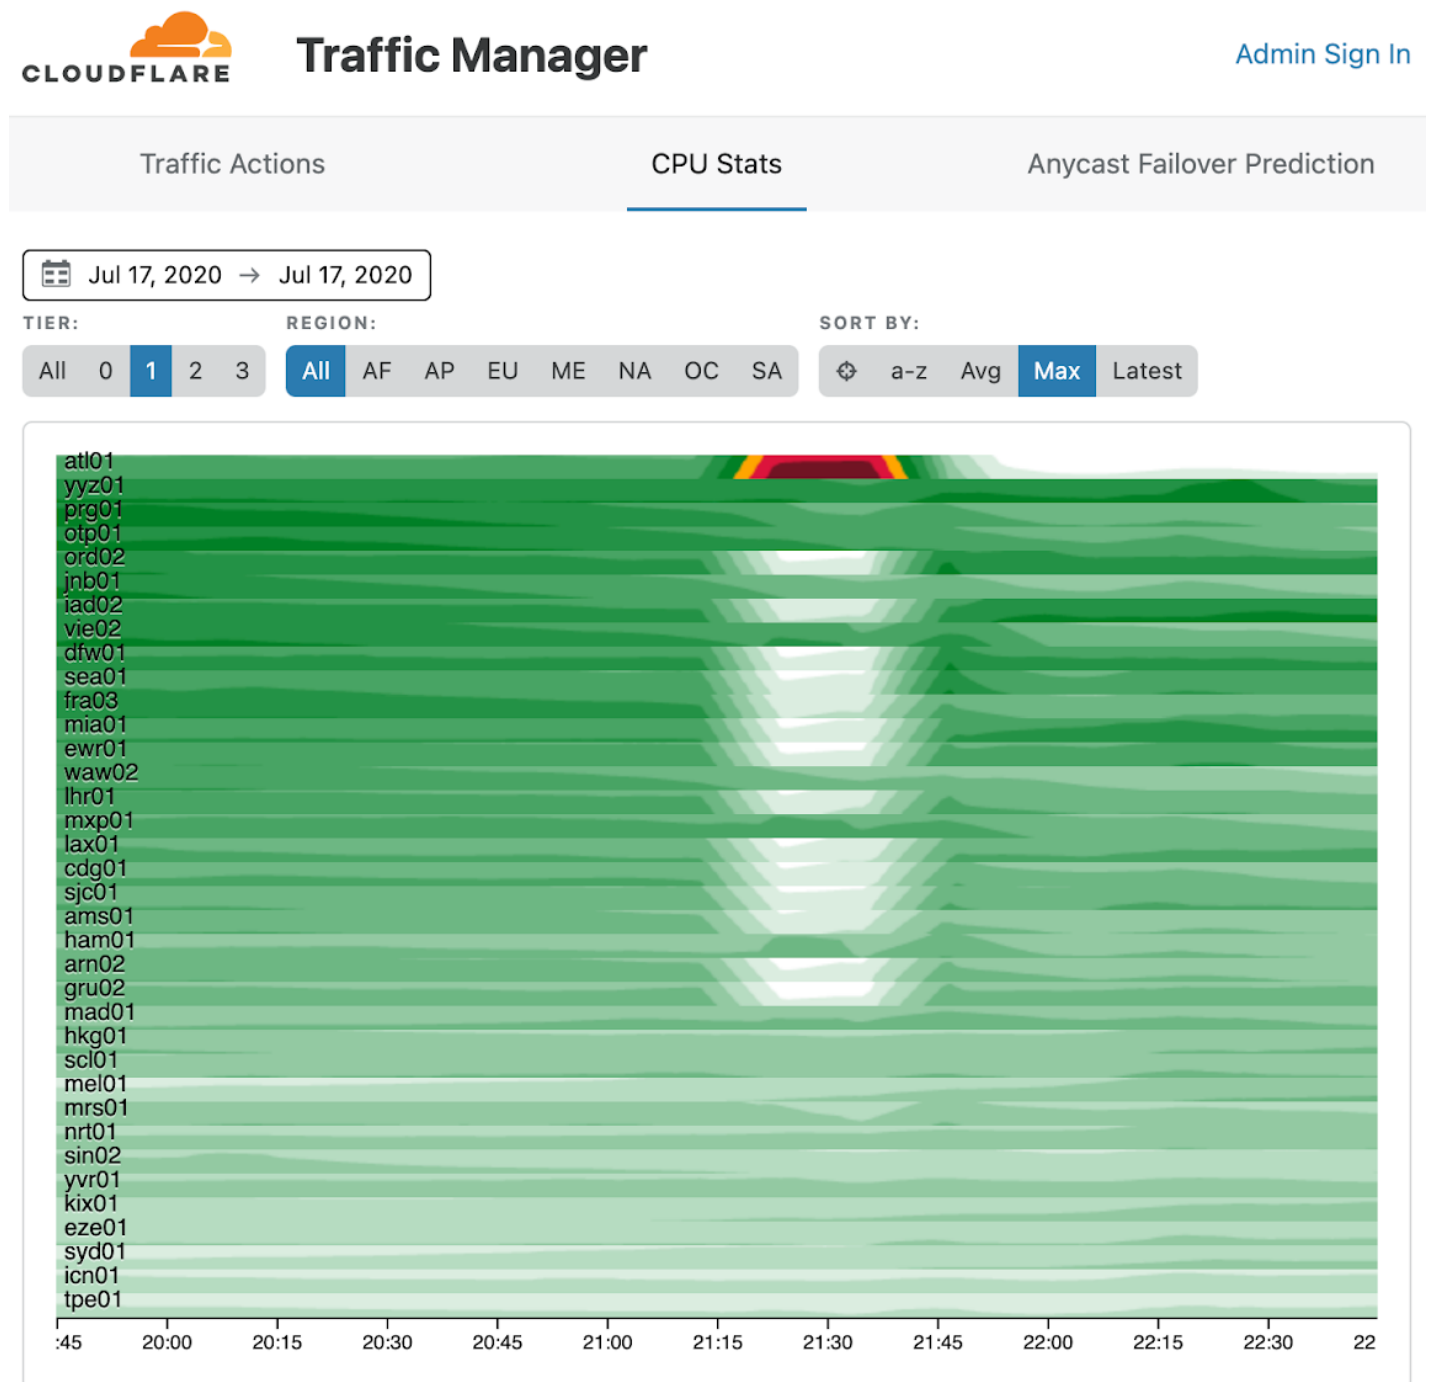 CLOUDFLARE
Traffic Manager
Admin Sign In
Traffic Actions
CPU Stats
Anycast Failover Prediction
Jul 17, 2020 → Jul 17, 2020
TIER:
All 0 1 2 3
REGION:
All AF AP EU ME NA OC SA
SORT BY:
a-z Avg Max Latest
atl01
yyz01
prg01
otp01
ord02
jnb01
iad02
vie02
dfw01
sea01
fra03
mia01
ewr01
waw02
lhr01
mxp01
lax01
cdg01
sjc01
ams01
ham01
arn02
gru02
mad01
hkg01
scl01
mel01
mrs01
nrt01
sin02
yvr01
kix01
eze01
syd01
icn01
tpe01
:45 20:00 20:15 20:30 20:45 21:00 21:15 21:30 21:45 22:00 22:15 22:30 22